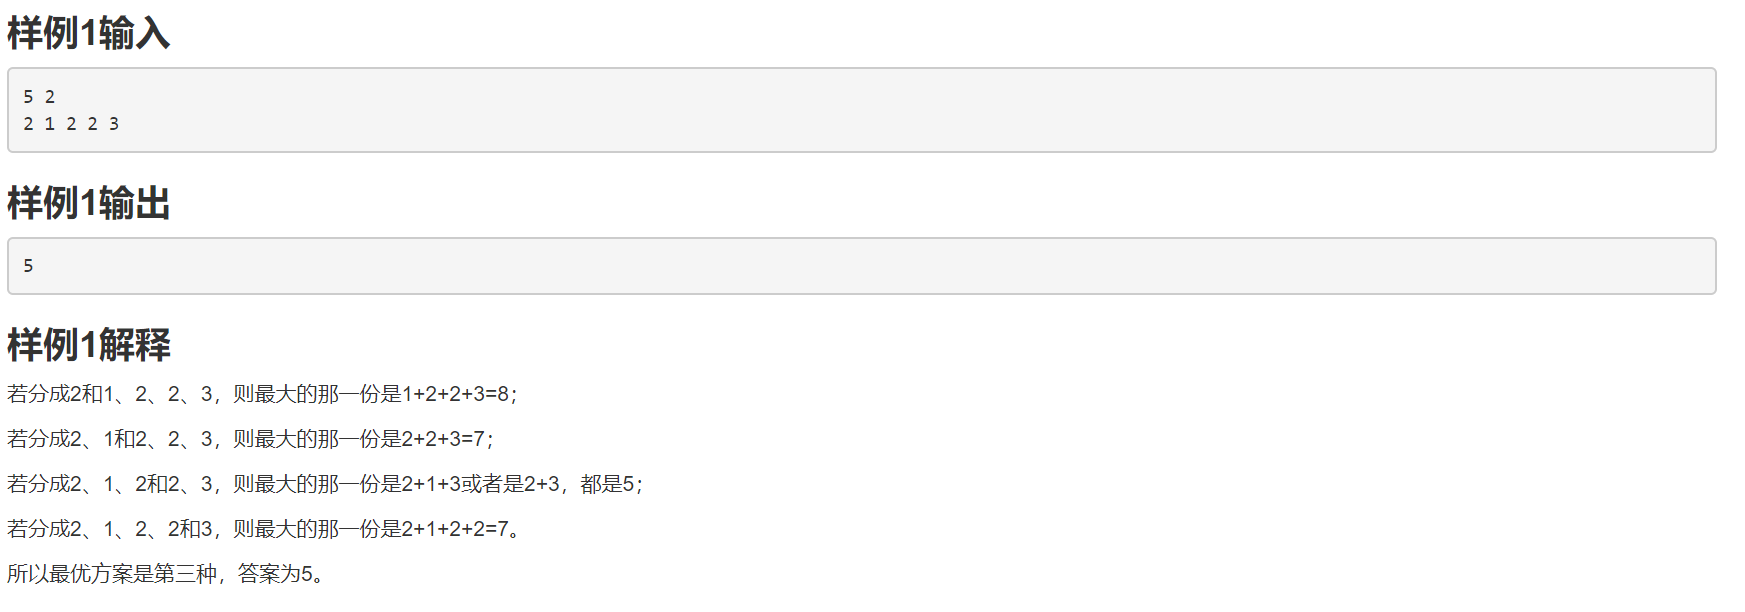 样例1输入
5 2
2 1 2 2 3
样例1输出
5
样例1解释
若分成2和1、2、2、3，则最大的那一份是1+2+2+3=8；
若分成2、1和2、2、3，则最大的那一份是2+2+3=7；
若分成2、1、2和2、3，则最大的那一份是2+1+3或者是2+3，都是5；
若分成2、1、2、2和3，则最大的那一份是2+1+2+2=7。
所以最优方案是第三种，答案为5。